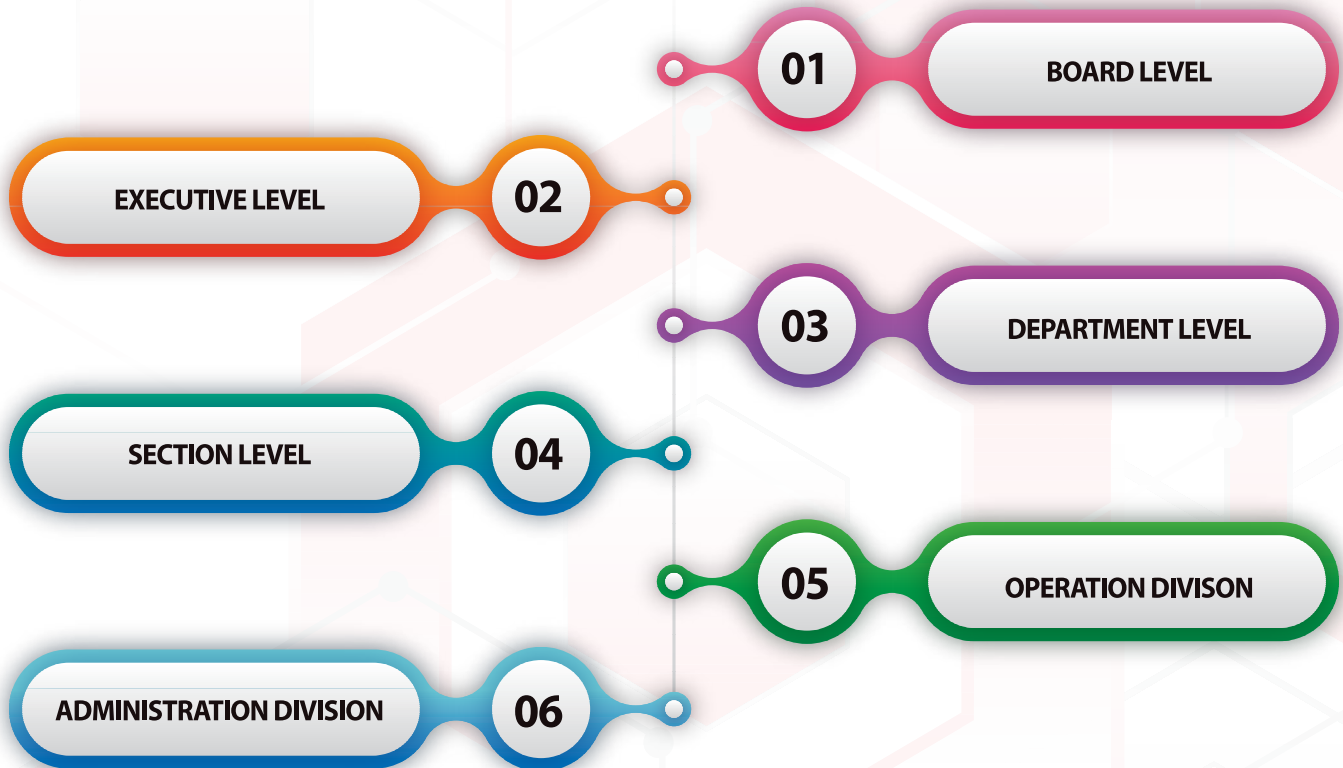 01
BOARD LEVEL
EXECUTIVE LEVEL
02
03
DEPARTMENT LEVEL
SECTION LEVEL
04
05
OPERATION DIVISON
ADMINISTRATION DIVISION
06